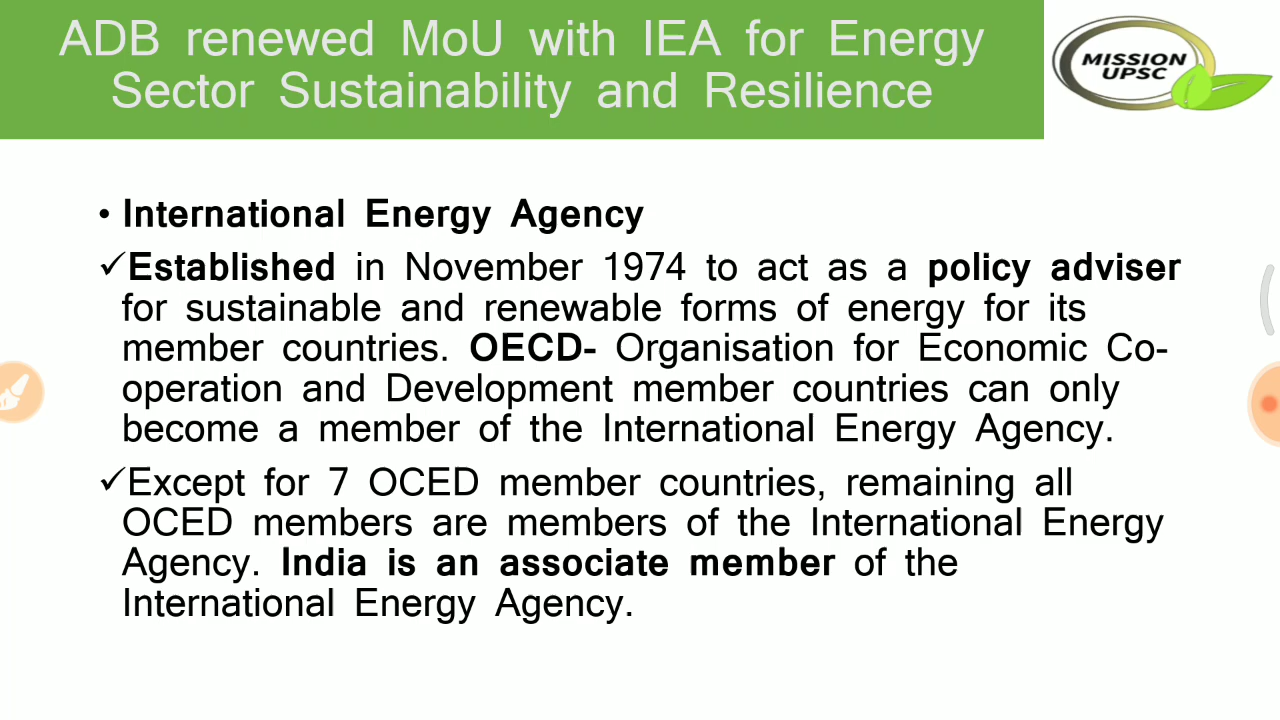 ADB renewed MoU with IEA for Energy
Sector Sustainability and Resilience
MISSION
UPSC
• International Energy Agency
✓Established in November 1974 to act as a policy adviser
for sustainable and renewable forms of energy for its
member countries. OECD- Organisation for Economic Co-
operation and Development member countries can only
become a member of the International Energy Agency.
✓Except for 7 OCED member countries, remaining all
OCED members are members of the International Energy
Agency. India is an associate member of the
International Energy Agency.